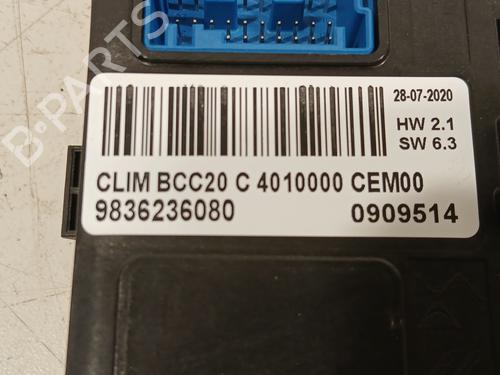 B-PARTS
28-07-2020
HW 2.1
SW 6.3
CLIM BCC20 C 4010000 CEM00
9836236080 0909514